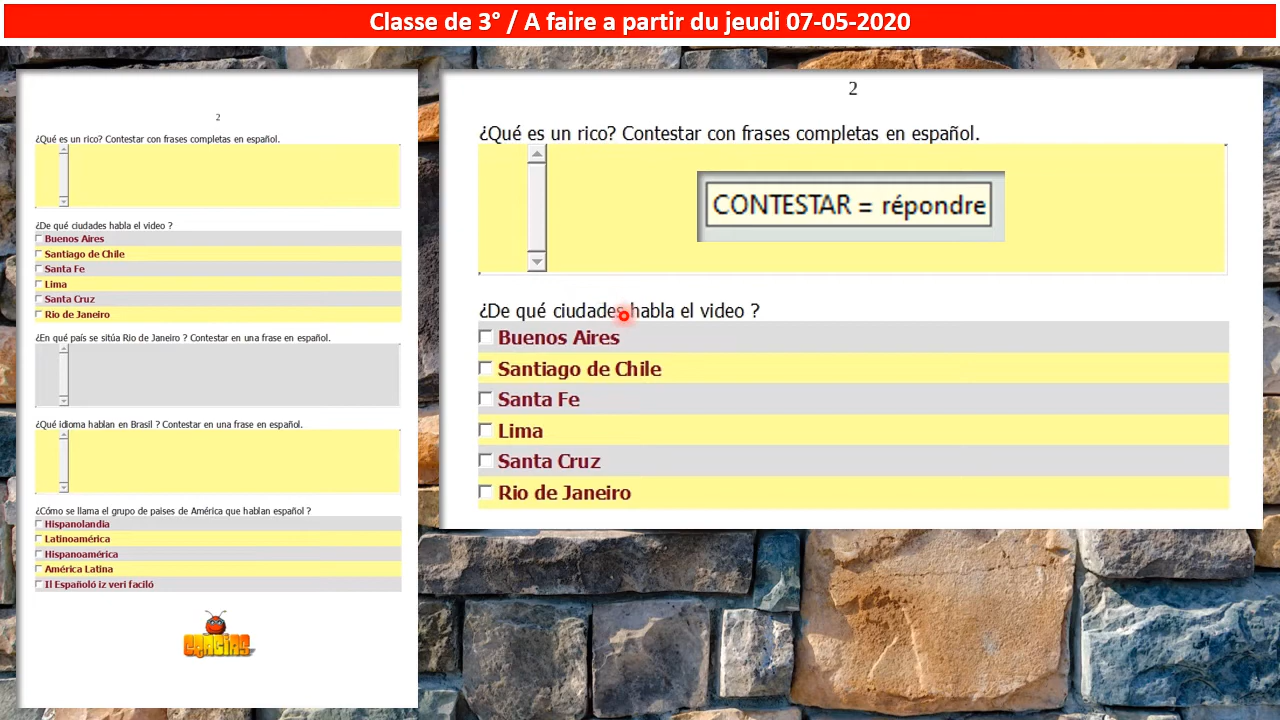 Classe de 3° / A faire a partir du jeudi 07-05-2020
2
¿Qué es un rico? Contestar con frases completas en español.
¿De qué ciudades habla el video ?
Buenos Aires
Santiago de Chile
Santa Fe
Lima
Santa Cruz
Rio de Janeiro
¿En qué país se sitúa Rio de Janeiro ? Contestar en una frase en español.
¿Qué idioma hablan en Brasil ? Contestar en una frase en español.
¿Cómo se llama el grupo de paises de América que hablan español ?
Hispanolandia
Latinoamérica
Hispanoamérica
América Latina
Il Españoló iz veri faciló
GRACIAS
2
¿Qué es un rico? Contestar con frases completas en español.
CONTESTAR = répondre
¿De qué ciudades habla el video ?
Buenos Aires
Santiago de Chile
Santa Fe
Lima
Santa Cruz
Rio de Janeiro